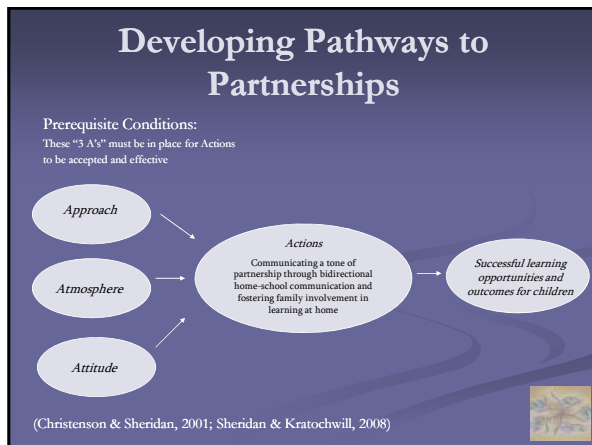 Developing Pathways to
Partnerships
Prerequisite Conditions:
These “3 A’s” must be in place for Actions
to be accepted and effective
Approach
Atmosphere
Attitude
Actions
Communicating a tone of
partnership through bidirectional
home-school communication and
fostering family involvement in
learning at home
Successful learning
opportunities and
outcomes for children
(Christenson & Sheridan, 2001; Sheridan & Kratochwill, 2008)